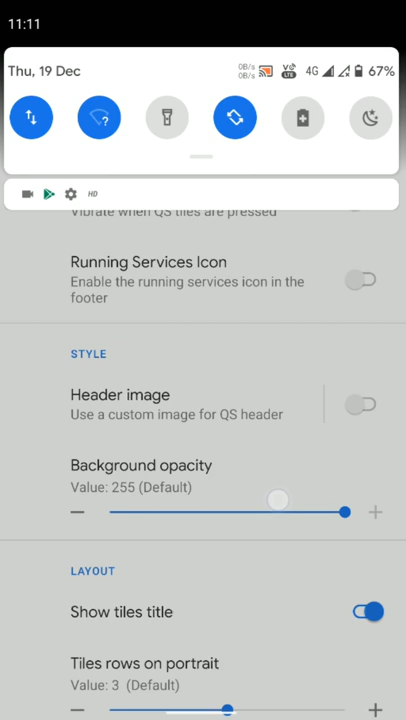 11:11
Thu, 19 Dec
0B/s
0B/s
LTE
4G
67%
HD
Vibrate when QS tiles are pressed
Running Services Icon
Enable the running services icon in the
footer
STYLE
Header image
Use a custom image for QS header
Background opacity
Value: 255 (Default)
LAYOUT
Show tiles title
Tiles rows on portrait
Value: 3 (Default)